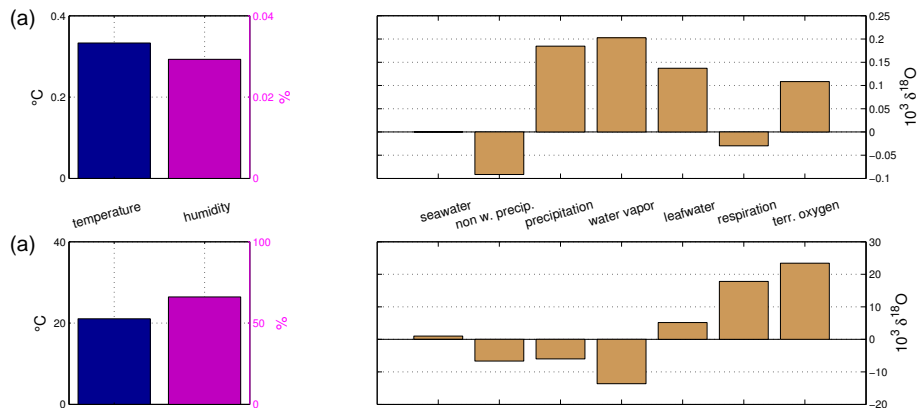 (a)
0.4
0.2
0
°C
0.04
0.02
0
%
temperature
humidity
0.25
0.2
0.15
0.1
0.05
0
−0.05
−0.1
10³ δ¹⁸O
seawater
non w. precip.
precipitation
water vapor
leafwater
respiration
terr. oxygen
(a)
40
20
0
°C
100
50
0
%
30
20
10
0
−10
−20
10³ δ¹⁸O